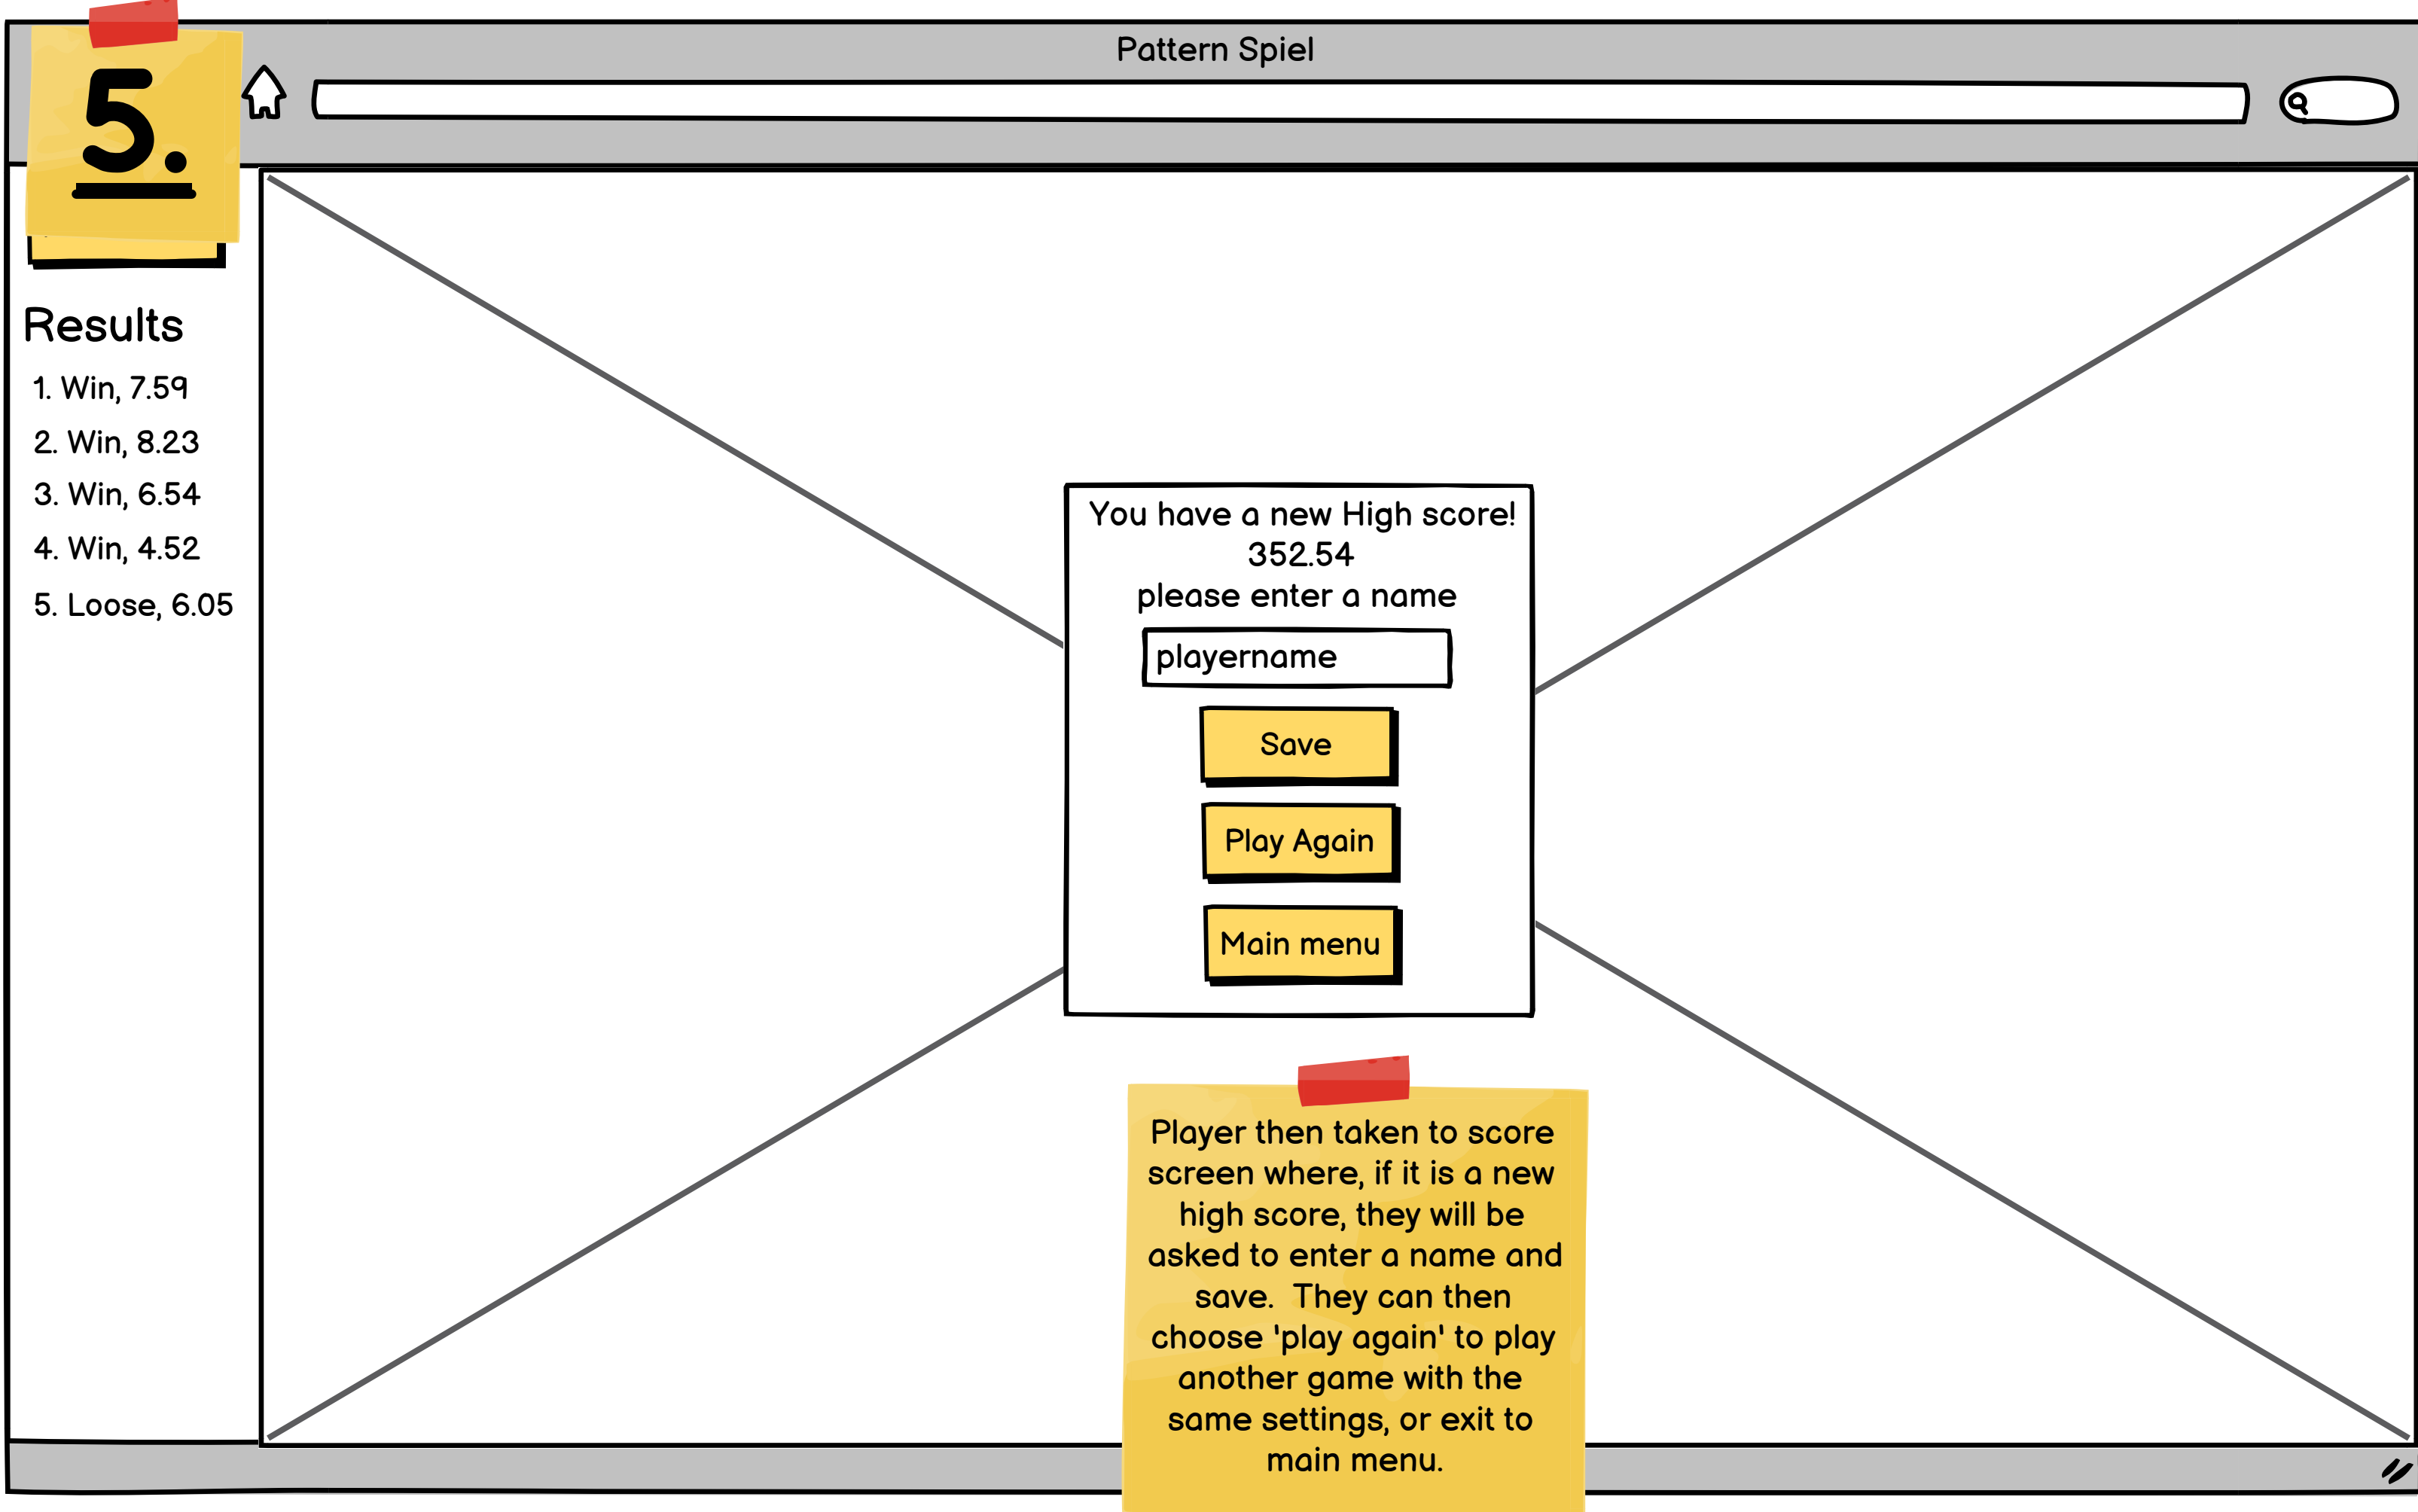 Pattern Spiel
5.
Results
1. Win, 7.59
2. Win, 8.23
3. Win, 6.54
4. Win, 4.52
5. Loose, 6.05
You have a new High score!
352.54
please enter a name
playername
Save
Play Again
Main menu
Player then taken to score
screen where, if it is a new
high score, they will be
asked to enter a name and
save.  They can then
choose 'play again' to play
another game with the
same settings, or exit to
main menu.